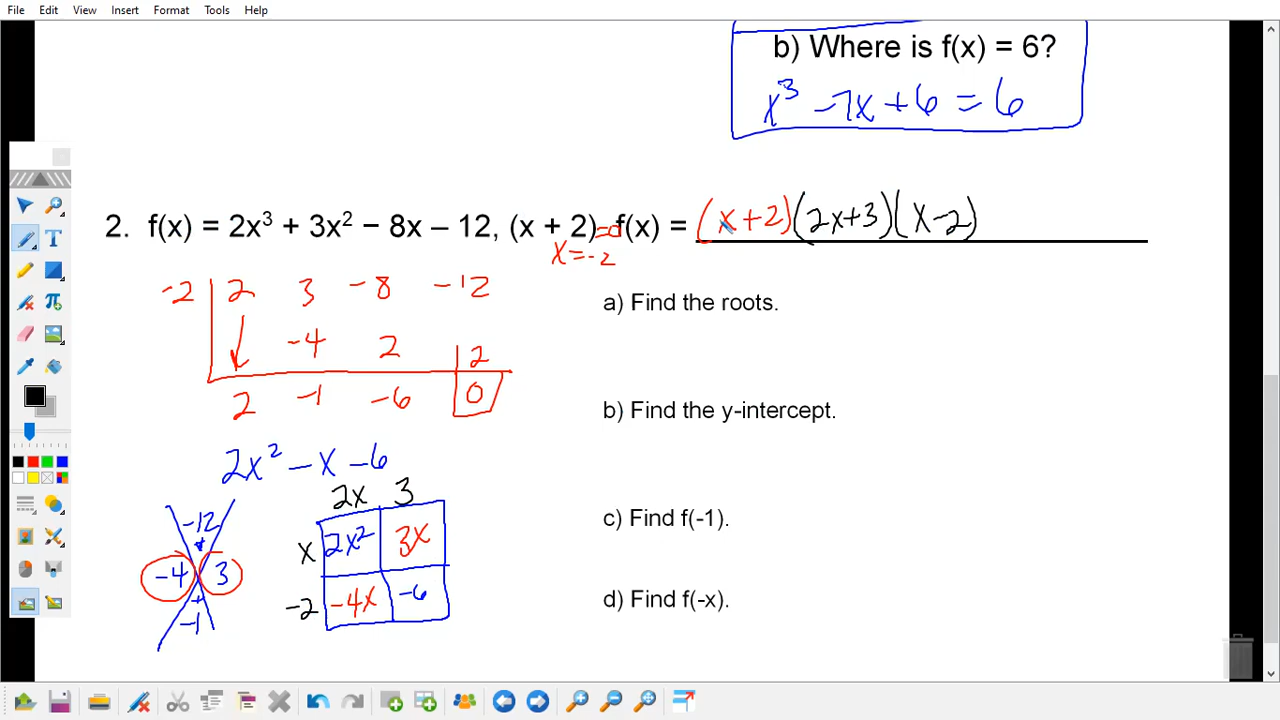 File Edit View Insert Format Tools Help
b) Where is f(x) = 6?
x³ -7x + 6 = 6
2. f(x) = 2x³ + 3x² − 8x – 12, (x + 2)=0 f(x) = (x+2)(2x+3)(x-2)
x=-2
-2 2 3 -8 -12
-4 2 12
2 -1 -6 0
2x² - x - 6
2x 3
x 2x² 3x
-2 -4x -6
-12
-4 3
+
-1
a) Find the roots.
b) Find the y-intercept.
c) Find f(-1).
d) Find f(-x).
T
π